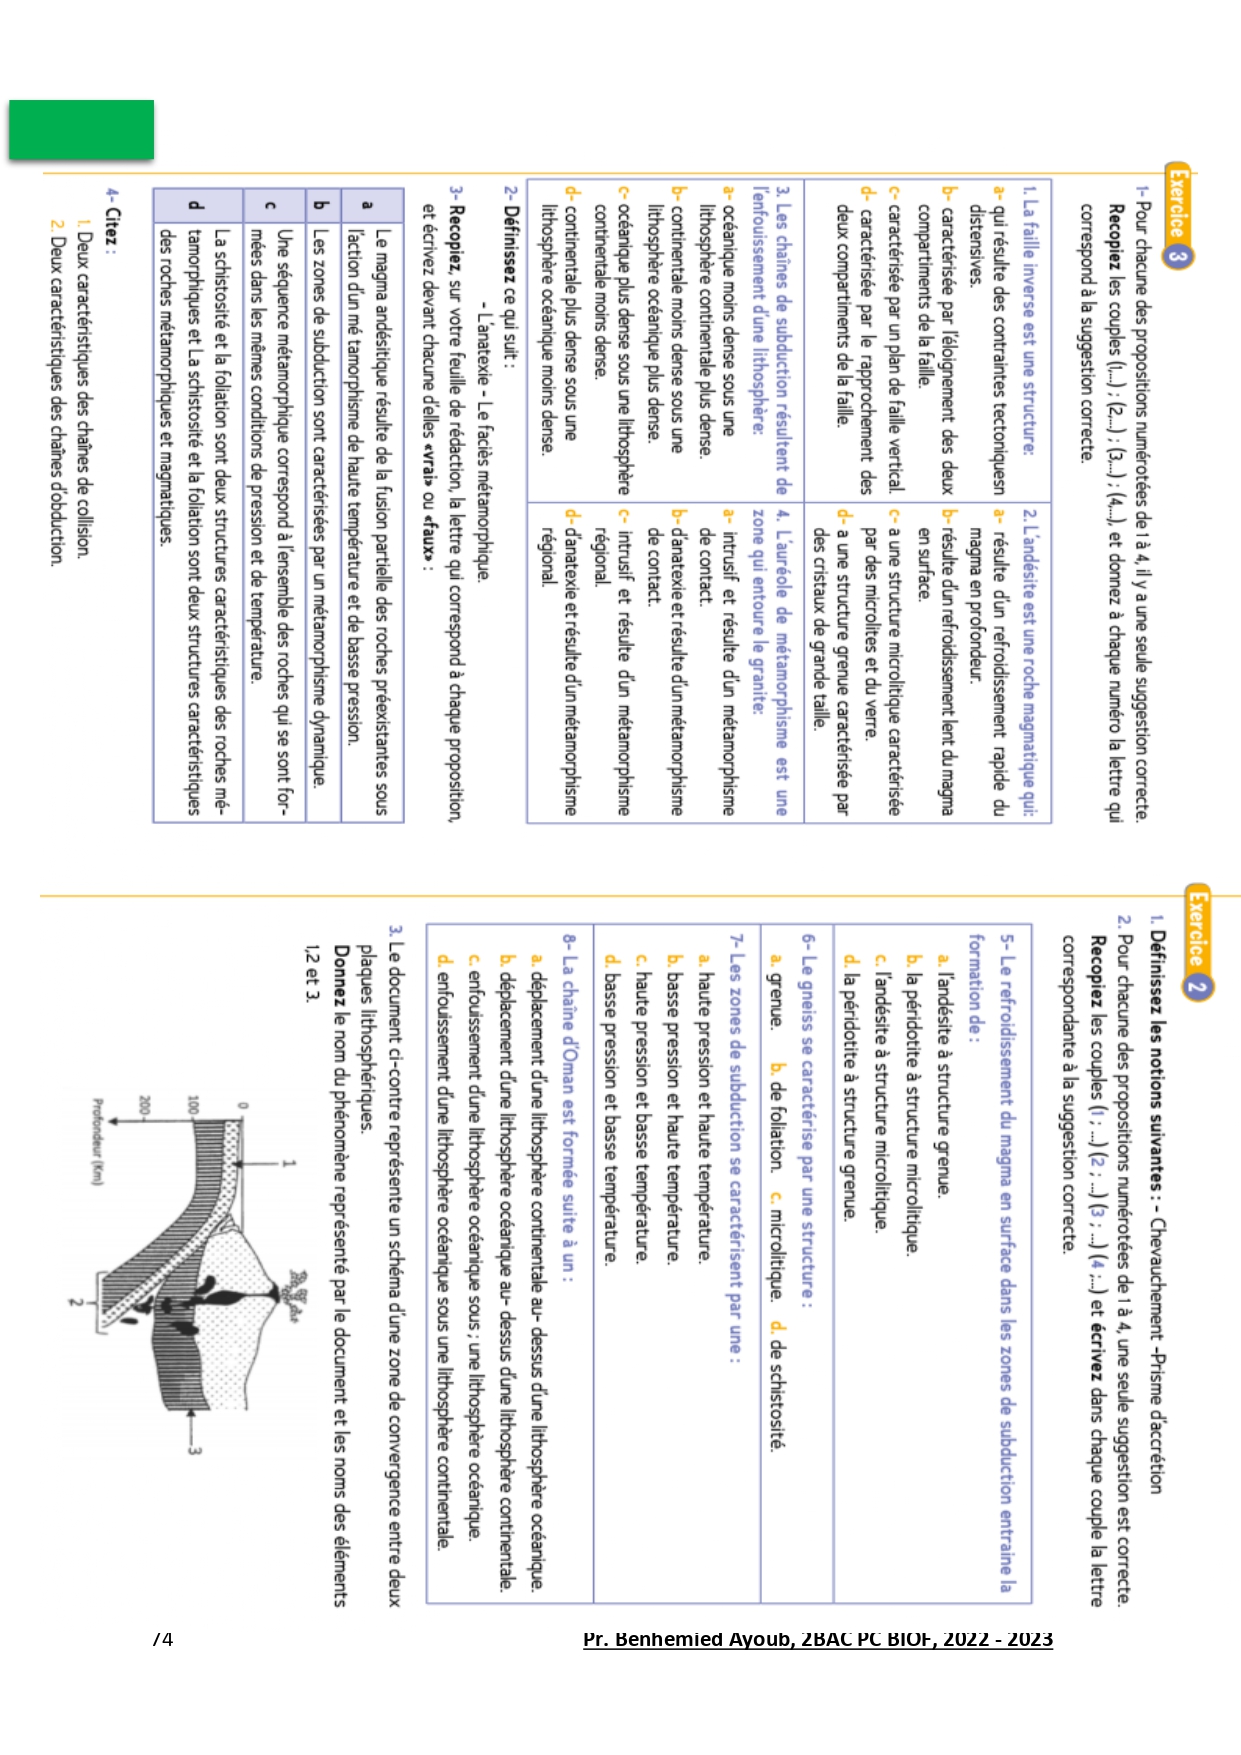 Exercice 3
1- Pour chacune des propositions numérotées de 1 à 4, il y a une seule suggestion correcte.
Recopiez les couples (1,...) ; (2,...) ; (3,...) ; (4,...), et donnez à chaque numéro la lettre qui
correspond à la suggestion correcte.
1. La faille inverse est une structure:
a- qui résulte des contraintes tectoniquesn
distensives.
b- caractérisée par l'éloignement des deux
compartiments de la faille.
c- caractérisée par un plan de faille vertical.
d- caractérisée par le rapprochement des
deux compartiments de la faille.
2. L'andésite est une roche magmatique qui:
a- résulte d'un refroidissement rapide du
magma en profondeur.
b- résulte d'un refroidissement lent du magma
en surface.
c- a une structure microlitique caractérisée
par des microlites et du verre.
d- a une structure grenue caractérisée par
des cristaux de grande taille.
3. Les chaînes de subduction résultent de
l'enfouissement d'une lithosphère:
a- océanique moins dense sous une
lithosphère continentale plus dense.
b- continentale moins dense sous une
lithosphère océanique plus dense.
c- océanique plus dense sous une lithosphère
continentale moins dense.
d- continentale plus dense sous une
lithosphère océanique moins dense.
4. L'auréole de métamorphisme est une
zone qui entoure le granite:
a- intrusif et résulte d'un métamorphisme
de contact.
b- d'anatexie et résulte d'un métamorphisme
de contact.
c- intrusif et résulte d'un métamorphisme
régional.
d- d'anatexie et résulte d'un métamorphisme
régional.
2- Définissez ce qui suit :
- L'anatexie - Le faciès métamorphique.
3- Recopiez, sur votre feuille de rédaction, la lettre qui correspond à chaque proposition,
et écrivez devant chacune d'elles «vrai» ou «faux» :
a Le magma andésitique résulte de la fusion partielle des roches préexistantes sous
l'action d'un mé tamorphisme de haute température et de basse pression.
b Les zones de subduction sont caractérisées par un métamorphisme dynamique.
c Une séquence métamorphique correspond à l'ensemble des roches qui se sont for-
mées dans les mêmes conditions de pression et de température.
d La schistosité et la foliation sont deux structures caractéristiques des roches mé-
tamorphiques et La schistosité et la foliation sont deux structures caractéristiques
des roches métamorphiques et magmatiques.
4- Citez :
1. Deux caractéristiques des chaînes de collision.
2. Deux caractéristiques des chaînes d'obduction.
Exercice 2
1. Définissez les notions suivantes : - Chevauchement -Prisme d'accrétion
2. Pour chacune des propositions numérotées de 1 à 4, une seule suggestion est correcte.
Recopiez les couples (1 ; ...) (2 ; ...) (3 ; ...) (4 ;...) et écrivez dans chaque couple la lettre
correspondante à la suggestion correcte.
5- Le refroidissement du magma en surface dans les zones de subduction entraine la
formation de :
a. l'andésite à structure grenue.
b. la péridotite à structure microlitique.
c. l'andésite à structure microlitique.
d. la péridotite à structure grenue.
6- Le gneiss se caractérise par une structure :
a. grenue. b. de foliation. c. microlitique. d. de schistosité.
7- Les zones de subduction se caractérisent par une :
a. haute pression et haute température.
b. basse pression et haute température.
c. haute pression et basse température.
d. basse pression et basse température.
8- La chaîne d'Oman est formée suite à un :
a. déplacement d'une lithosphère continentale au- dessus d'une lithosphère océanique.
b. déplacement d'une lithosphère océanique au- dessus d'une lithosphère continentale.
c. enfouissement d'une lithosphère océanique sous ; une lithosphère océanique.
d. enfouissement d'une lithosphère océanique sous une lithosphère continentale.
3. Le document ci-contre représente un schéma d'une zone de convergence entre deux
plaques lithosphériques.
Donnez le nom du phénomène représenté par le document et les noms des éléments
1,2 et 3.
1
0
100
200
Profondeur (Km)
2
3
74
Pr. Benhemied Ayoub, 2BAC PC BIOF, 2022 - 2023